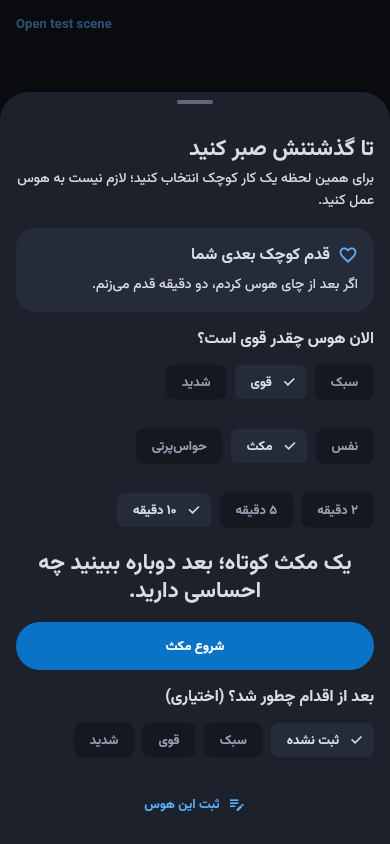 Open test scene
تا گذشتنش صبر کنید
برای همین لحظه یک کار کوچک انتخاب کنید؛ لازم نیست به هوس
عمل کنید.
قدم کوچک بعدی شما
اگر بعد از چای هوس کردم، دو دقیقه قدم می‌زنم.
الان هوس چقدر قوی است؟
سبک قوی شدید
نفس مکث حواس‌پرتی
۲ دقیقه ۵ دقیقه ۱۰ دقیقه
یک مکث کوتاه؛ بعد دوباره ببینید چه
احساسی دارید.
شروع مکث
بعد از اقدام چطور شد؟ (اختیاری)
ثبت نشده سبک قوی شدید
ثبت این هوس